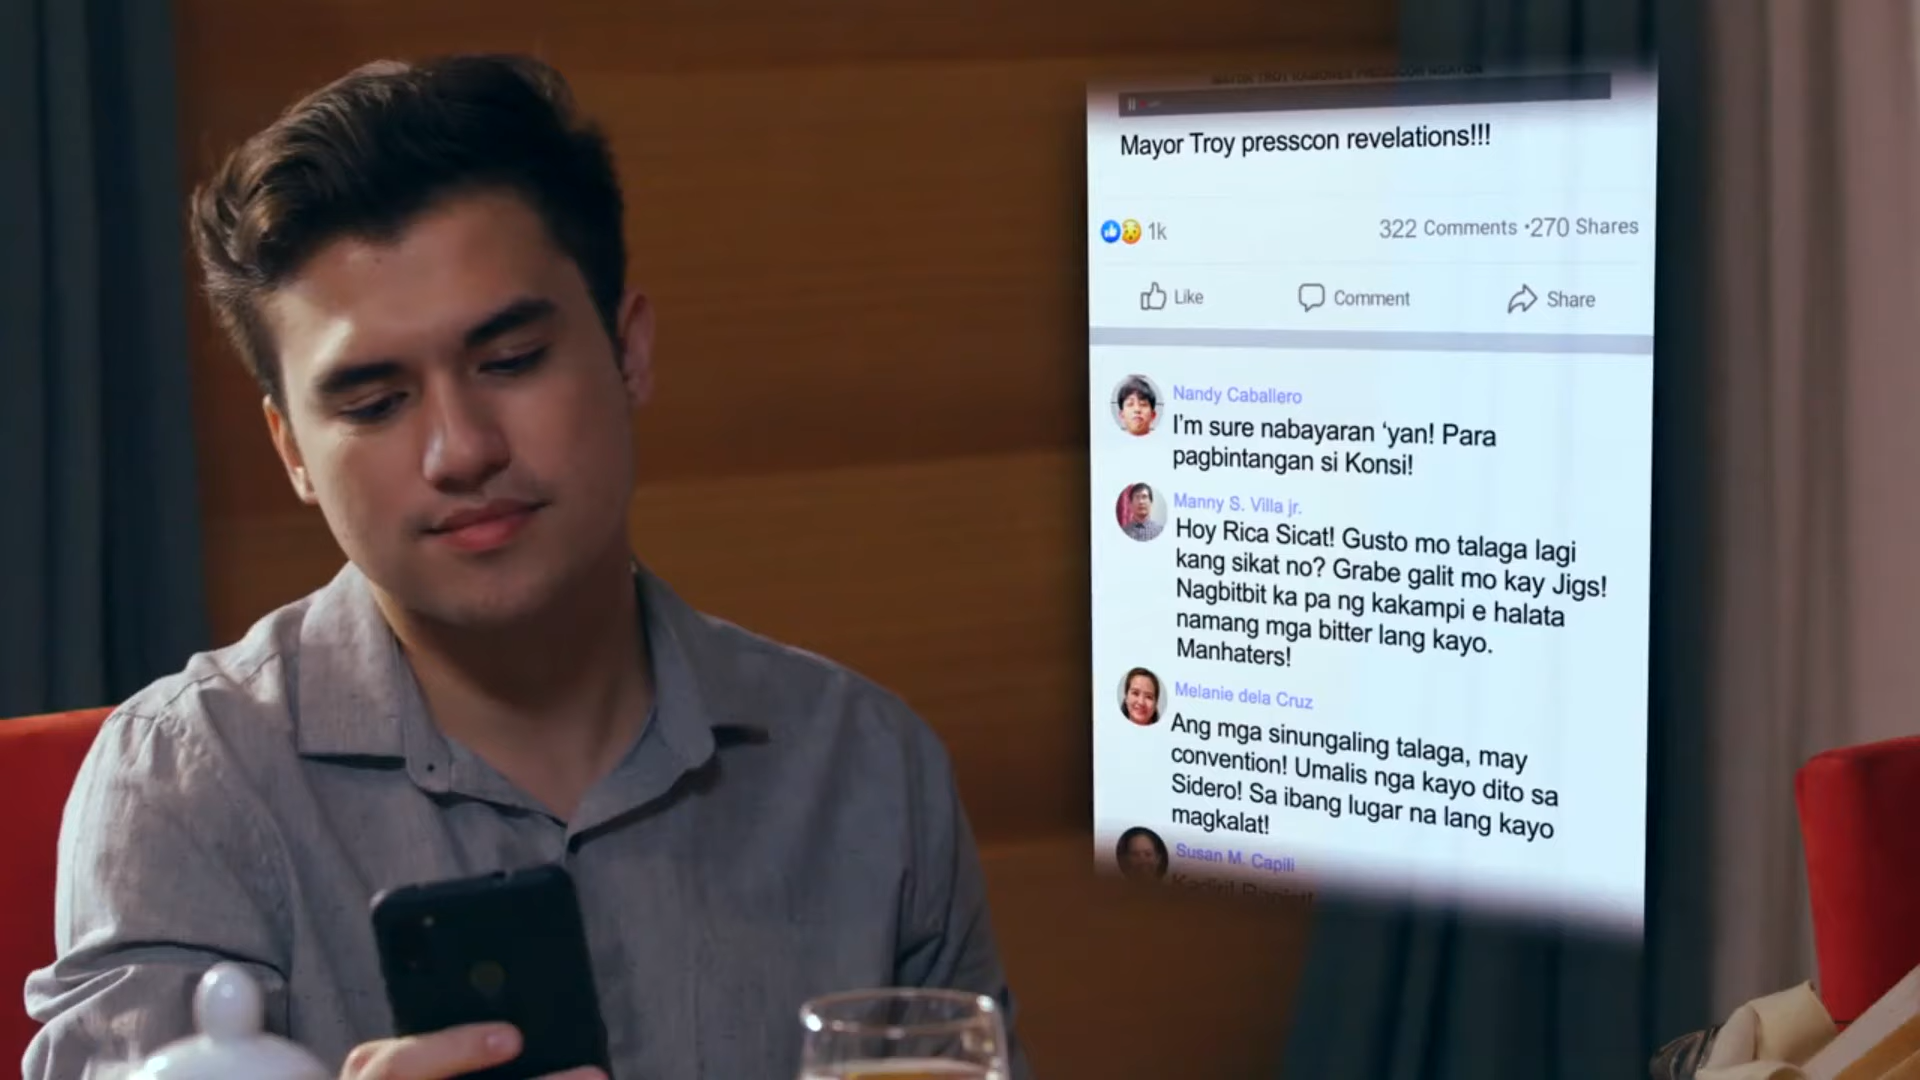 Mayor Troy presscon revelations!!!
1k
322 Comments •270 Shares
Like
Comment
Share
Nandy Caballero
I'm sure nabayaran 'yan! Para
pagbintangan si Konsi!
Manny S. Villa jr.
Hoy Rica Sicat! Gusto mo talaga lagi
kang sikat no? Grabe galit mo kay Jigs!
Nagbitbit ka pa ng kakampi e halata
namang mga bitter lang kayo.
Manhaters!
Melanie dela Cruz
Ang mga sinungaling talaga, may
convention! Umalis nga kayo dito sa
Sidero! Sa ibang lugar na lang kayo
magkalat!
Susan M. Capili